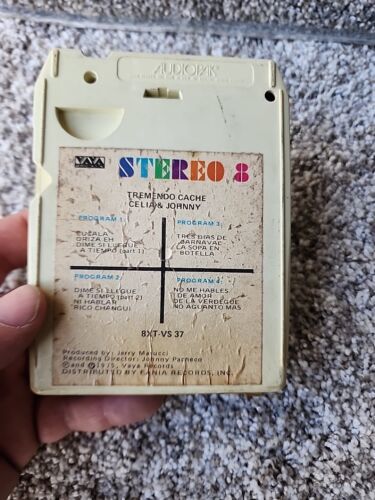 AUDIOPAK
VAYA
STEREO 8
TREMENDO CACHE
CELIA & JOHNNY
PROGRAM 1
CUCALA
ORIZA EH
DIME SI LLEGUE
A TIEMPO (part 1)
PROGRAM 3
TRES DIAS DE
CARNAVAL
LA SOPA EN
BOTELLA
PROGRAM 2
DIME SI LLEGUE
A TIEMPO (part 2)
NI HABLAR
RICO CHANGUI
PROGRAM 4
NO ME HABLES
DE AMOR
DE LA VERDEGUE
NO AGUANTO MAS
8XT-VS 37
Produced by: Jerry Masucci
Recording Director: Johnny Pacheco
© and ℗ 1975, Vaya Records
DISTRIBUTED BY FANIA RECORDS, INC.